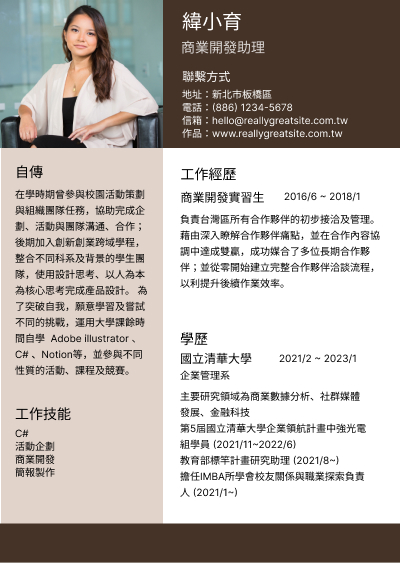 緯小育
商業開發助理
聯繫方式
地址：新北市板橋區
電話：(886) 1234-5678
信箱：hello@reallygreatsite.com.tw
作品：www.reallygreatsite.com.tw
自傳
在學時期曾參與校園活動策劃
與組織團隊任務，協助完成企
劃、活動與團隊溝通、合作；
後期加入創新創業跨域學程，
整合不同科系及背景的學生團
隊，使用設計思考、以人為本
為核心思考完成產品設計。 為
了突破自我，願意學習及嘗試
不同的挑戰，運用大學課餘時
間自學 Adobe illustrator 、
C# 、Notion等，並參與不同
性質的活動、課程及競賽。
工作技能
C#
活動企劃
商業開發
簡報製作
工作經歷
商業開發實習生 2016/6 ~ 2018/1
負責台灣區所有合作夥伴的初步接洽及管理。
藉由深入瞭解合作夥伴痛點，並在合作內容協
調中達成雙贏，成功媒合了多位長期合作夥
伴；並從零開始建立完整合作夥伴洽談流程，
以利提升後續作業效率。
學歷
國立清華大學 2021/2 ~ 2023/1
企業管理系
主要研究領域為商業數據分析、社群媒體
發展、金融科技
第5屆國立清華大學企業領航計畫中強光電
組學員 (2021/11~2022/6)
教育部標竿計畫研究助理 (2021/8~)
擔任IMBA所學會校友關係與職業探索負責
人 (2021/1~)